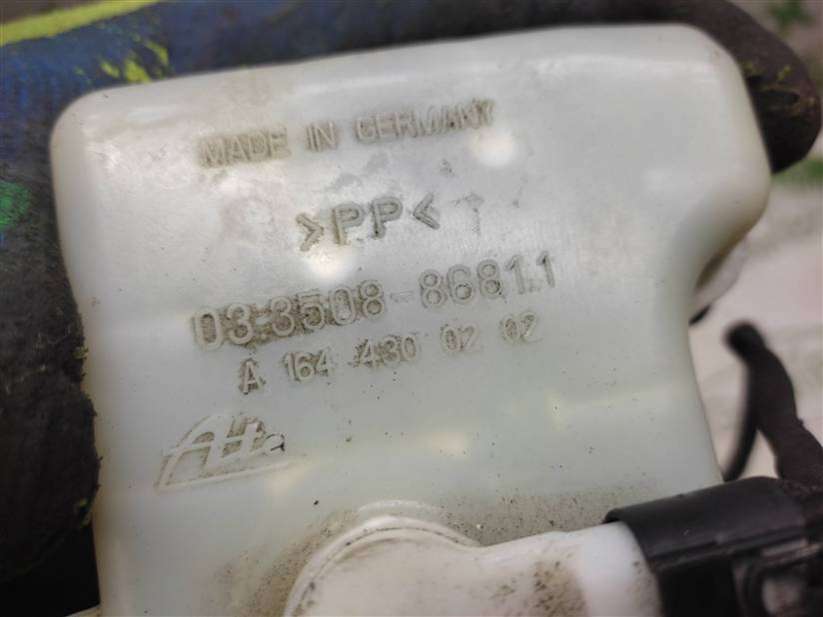 MADE IN GERMANY
>PP<
03.3508-8681.1
A 164 430 02 02
Ate